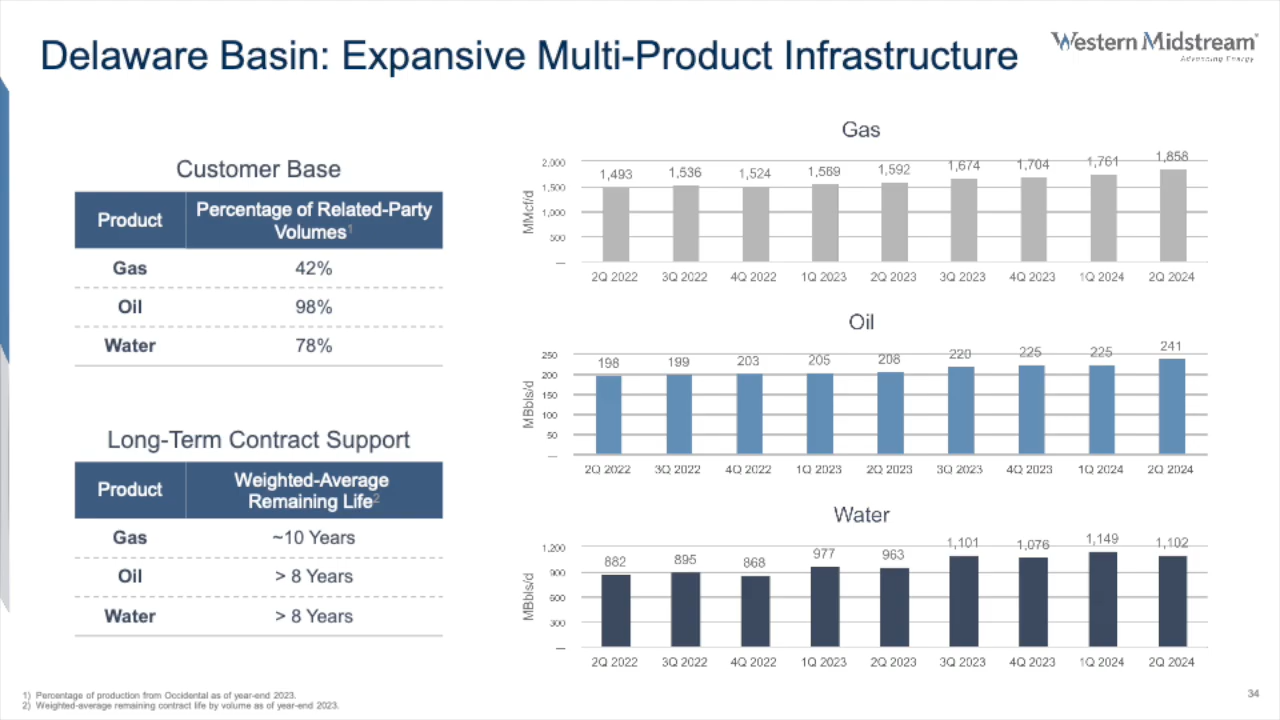 Delaware Basin: Expansive Multi-Product Infrastructure
Western Midstream
Advancing Energy
Customer Base
Product Percentage of Related-Party Volumes1
Gas 42%
Oil 98%
Water 78%
Long-Term Contract Support
Product Weighted-Average Remaining Life2
Gas ~10 Years
Oil > 8 Years
Water > 8 Years
Gas
MMcf/d
2,000
1,500
1,000
500
—
1,493 1,536 1,524 1,569 1,592 1,674 1,704 1,761 1,858
2Q 2022 3Q 2022 4Q 2022 1Q 2023 2Q 2023 3Q 2023 4Q 2023 1Q 2024 2Q 2024
Oil
MBbls/d
250
200
150
100
50
—
198 199 203 205 208 220 225 225 241
2Q 2022 3Q 2022 4Q 2022 1Q 2023 2Q 2023 3Q 2023 4Q 2023 1Q 2024 2Q 2024
Water
MBbls/d
1,200
900
600
300
—
882 895 868 977 963 1,101 1,076 1,149 1,102
2Q 2022 3Q 2022 4Q 2022 1Q 2023 2Q 2023 3Q 2023 4Q 2023 1Q 2024 2Q 2024
1) Percentage of production from Occidental as of year-end 2023.
2) Weighted-average remaining contract life by volume as of year-end 2023.
34